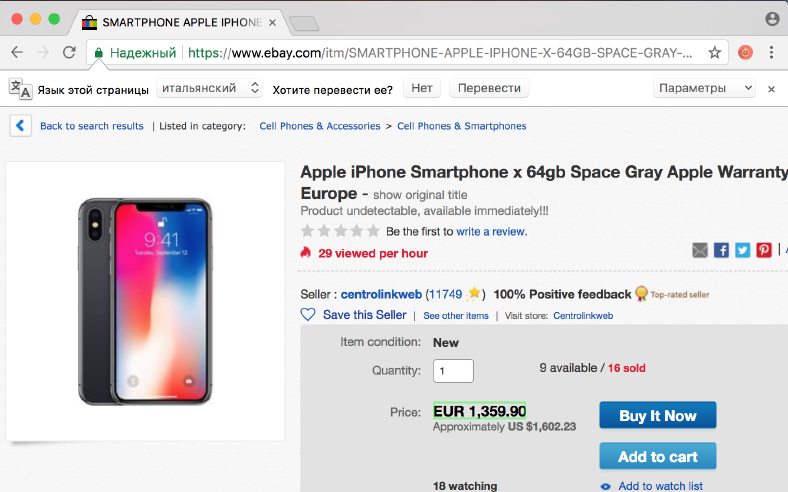 SMARTPHONE APPLE IPHONE
Надежный https://www.ebay.com/itm/SMARTPHONE-APPLE-IPHONE-X-64GB-SPACE-GRAY-...
Язык этой страницы итальянский Хотите перевести ее? Нет Перевести Параметры
Back to search results | Listed in category: Cell Phones & Accessories > Cell Phones & Smartphones
Apple iPhone Smartphone x 64gb Space Gray Apple Warranty
Europe - show original title
Product undetectable, available immediately!!!
Be the first to write a review.
29 viewed per hour
9:41
Tuesday, September 12
Seller : centrolinkweb (11749 ) 100% Positive feedback Top-rated seller
Save this Seller | See other items | Visit store: Centrolinkweb
Item condition: New
Quantity: 1 9 available / 16 sold
Price: EUR 1,359.90 Buy It Now
Approximately US $1,602.23
Add to cart
18 watching Add to watch list